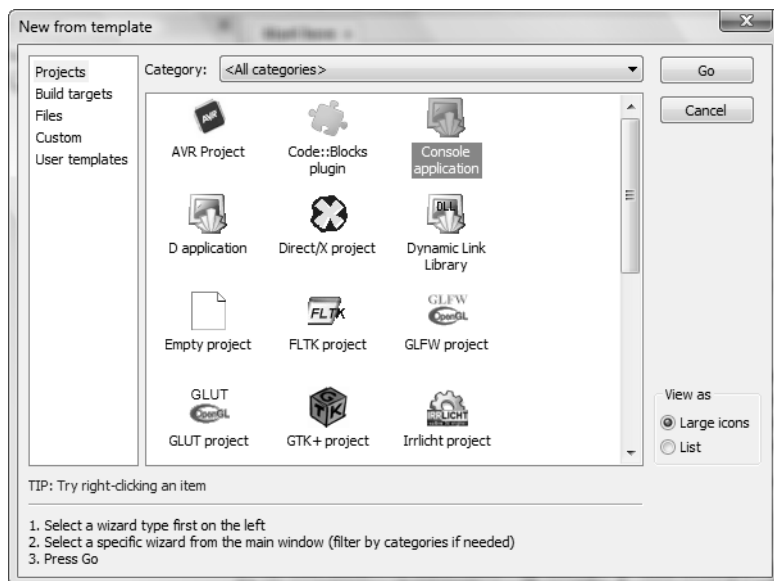 New from template
Start here
X
Projects
Build targets
Files
Custom
User templates
Category:
<All categories>
Go
Cancel
AVR
AVR Project
Code::Blocks
plugin
Console
application
D application
Direct/X project
DLL
Dynamic Link
Library
Empty project
FLTK
FLTK project
GLFW
OpenGL
GLFW project
GLUT
OpenGL
GLUT project
GTK
GTK+ project
IRRLICHT
Irrlicht project
View as
Large icons
List
TIP: Try right-clicking an item
1. Select a wizard type first on the left
2. Select a specific wizard from the main window (filter by categories if needed)
3. Press Go